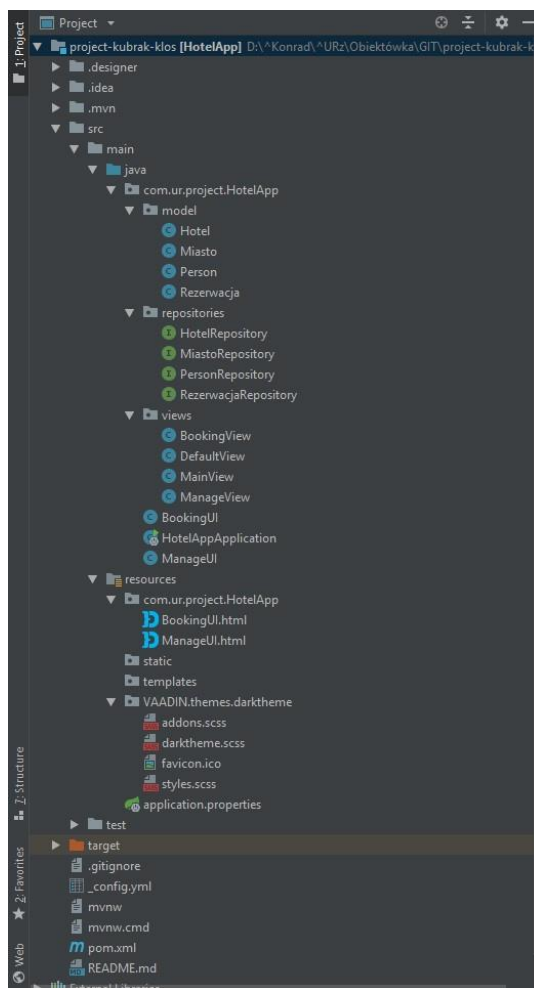 1: Project
Project
project-kubrak-klos [HotelApp] D:\^Konrad\^URz\Obiektówka\GIT\project-kubrak-k
.designer
.idea
.mvn
src
main
java
com.ur.project.HotelApp
model
Hotel
Miasto
Person
Rezerwacja
repositories
HotelRepository
MiastoRepository
PersonRepository
RezerwacjaRepository
views
BookingView
DefaultView
MainView
ManageView
BookingUI
HotelAppApplication
ManageUI
resources
com.ur.project.HotelApp
BookingUI.html
ManageUI.html
static
templates
VAADIN.themes.darktheme
addons.scss
darktheme.scss
favicon.ico
styles.scss
application.properties
test
target
.gitignore
_config.yml
mvnw
mvnw.cmd
pom.xml
README.md
External Libraries
7: Structure
2: Favorites
Web